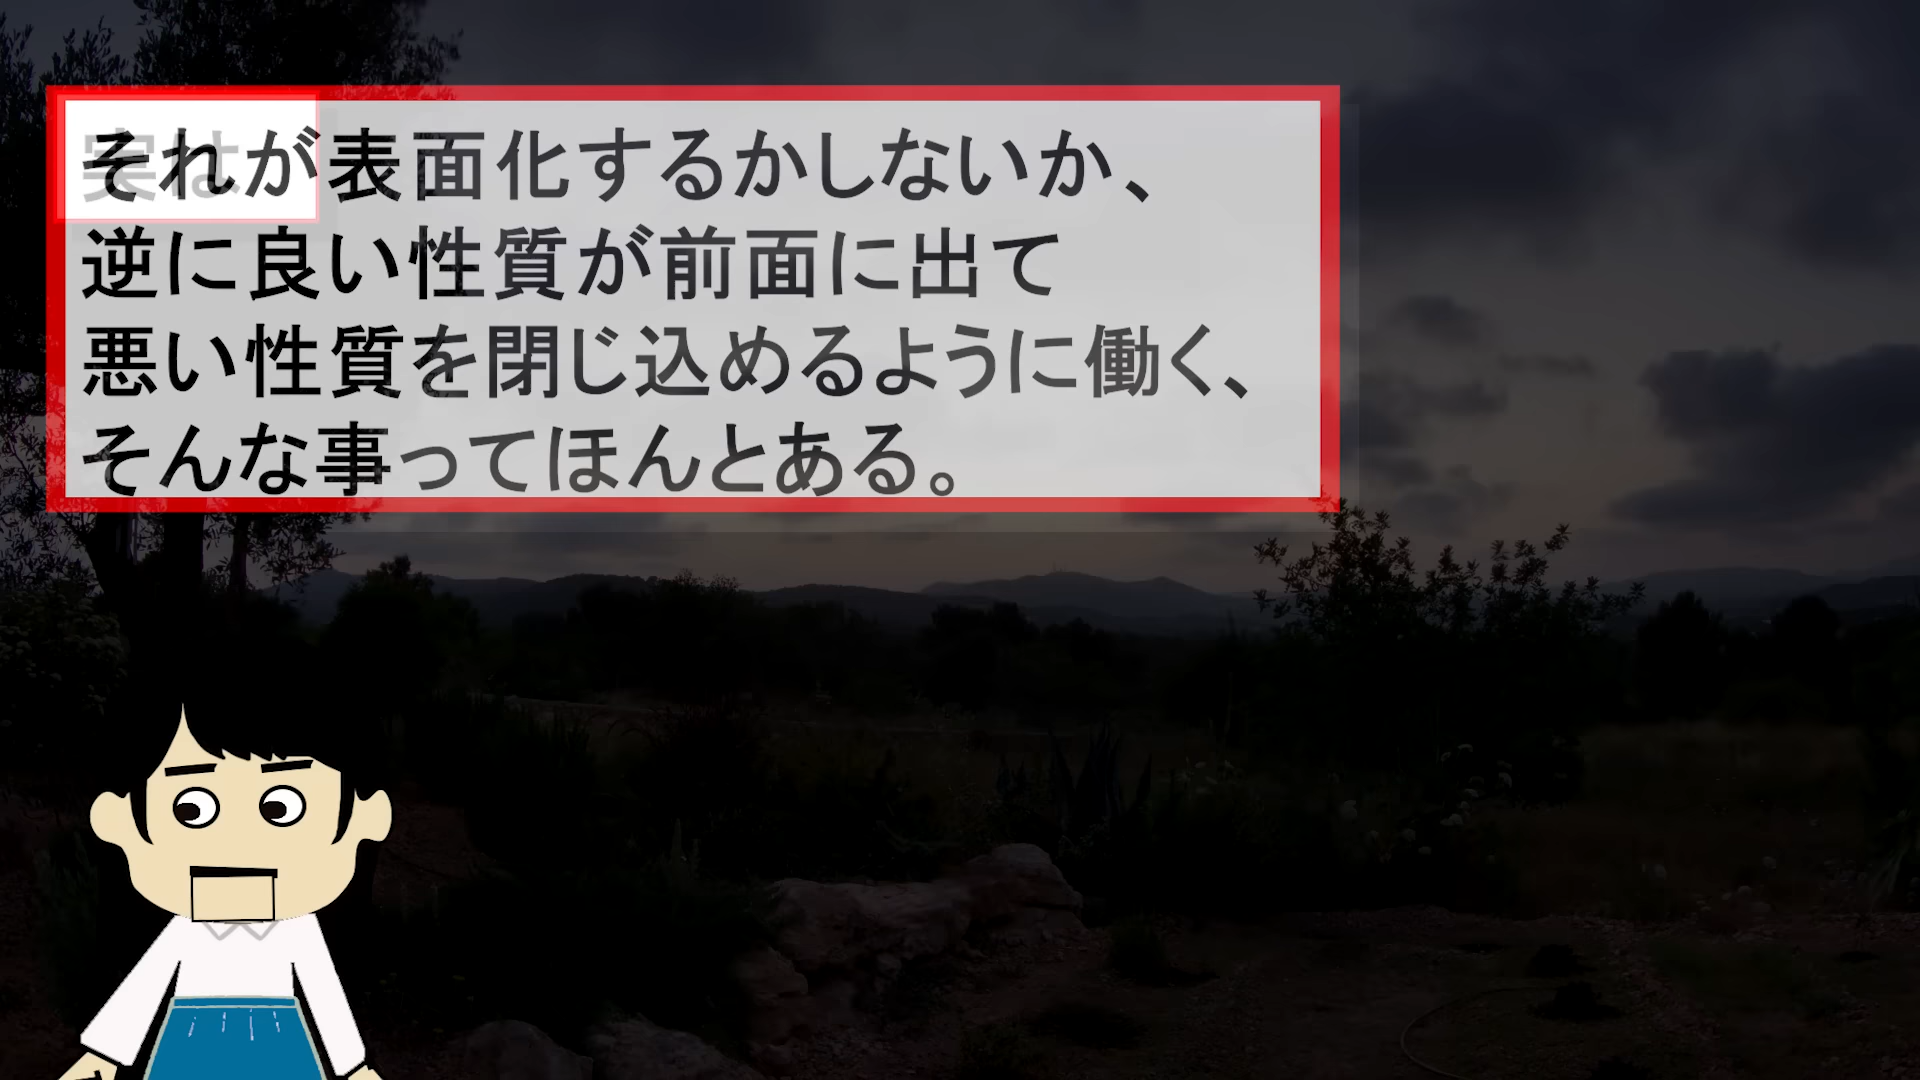 実は
それが表面化するかしないか、
逆に良い性質が前面に出て
悪い性質を閉じ込めるように働く、
そんな事ってほんとある。